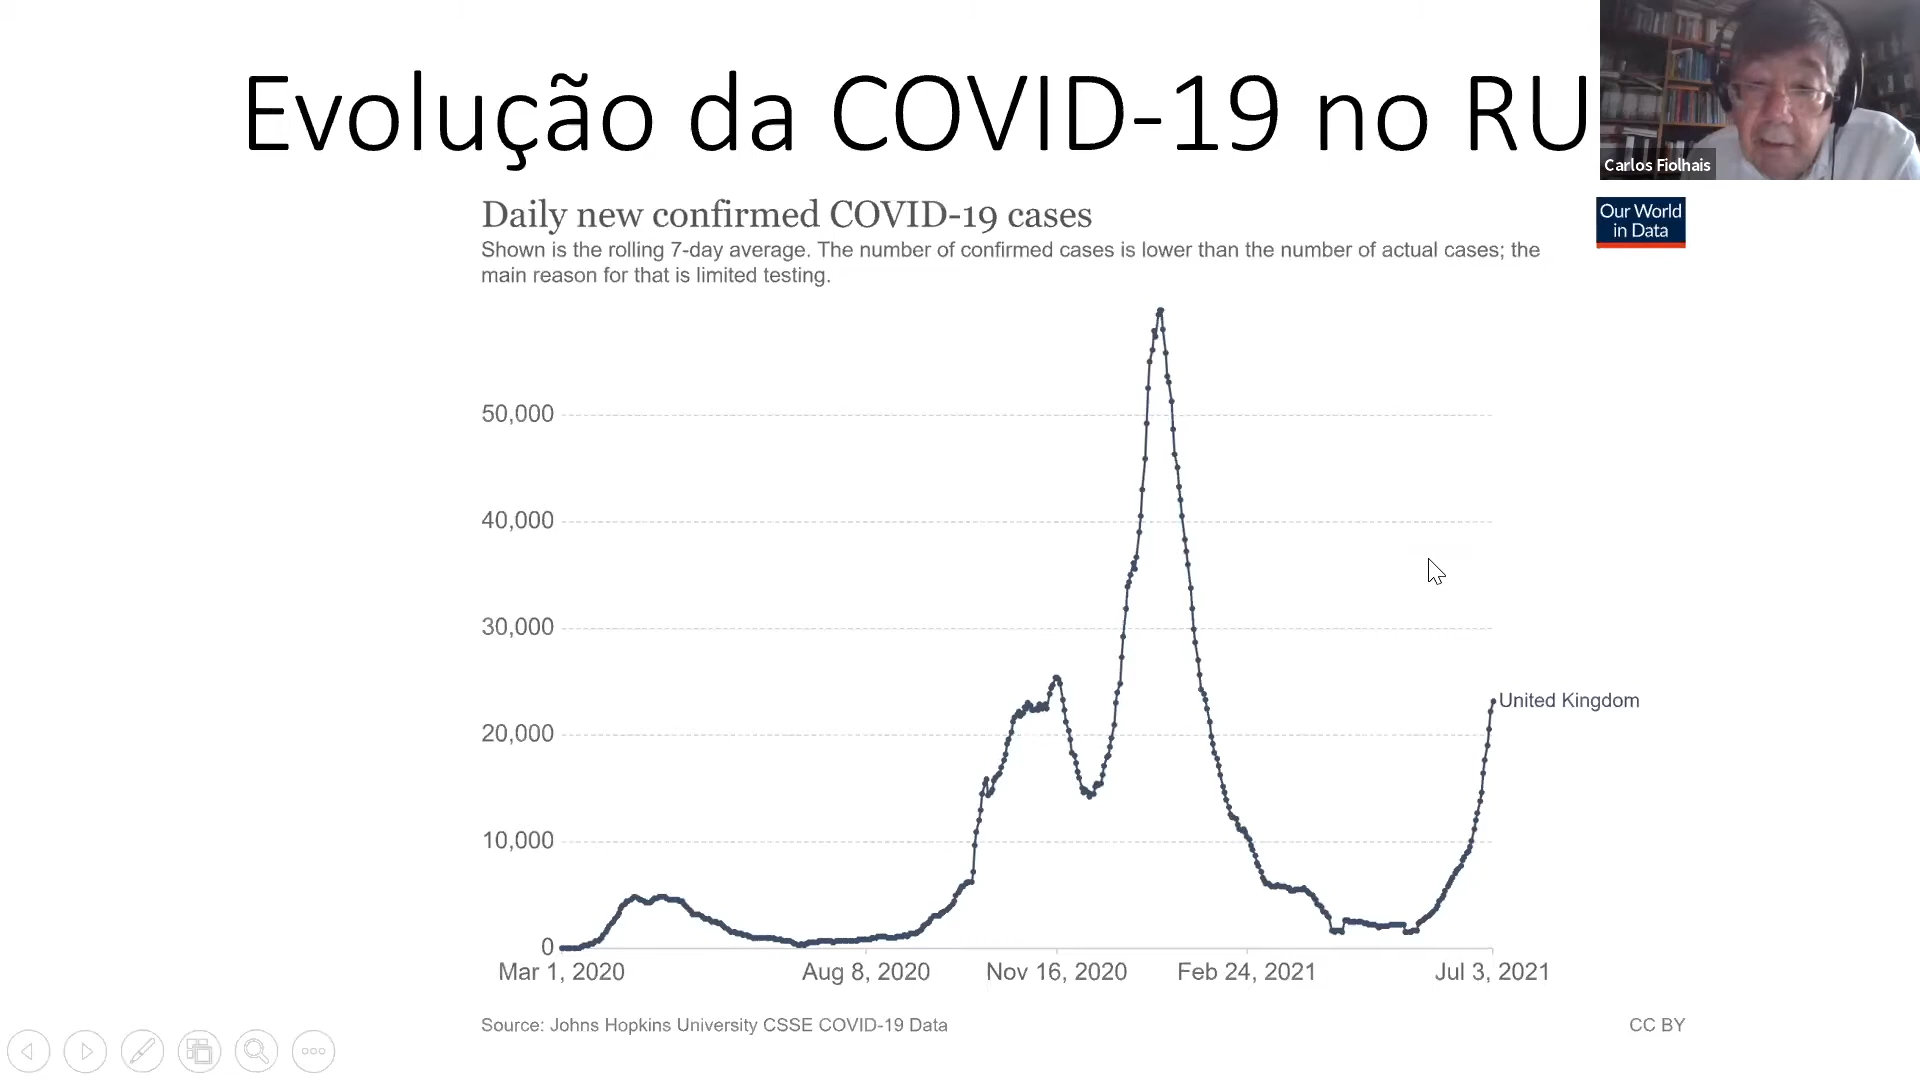 Evolução da COVID-19 no RU
Carlos Fiolhais
Daily new confirmed COVID-19 cases
Our World
in Data
Shown is the rolling 7-day average. The number of confirmed cases is lower than the number of actual cases; the
main reason for that is limited testing.
50,000
40,000
30,000
20,000
10,000
0
United Kingdom
Mar 1, 2020
Aug 8, 2020
Nov 16, 2020
Feb 24, 2021
Jul 3, 2021
Source: Johns Hopkins University CSSE COVID-19 Data
CC BY